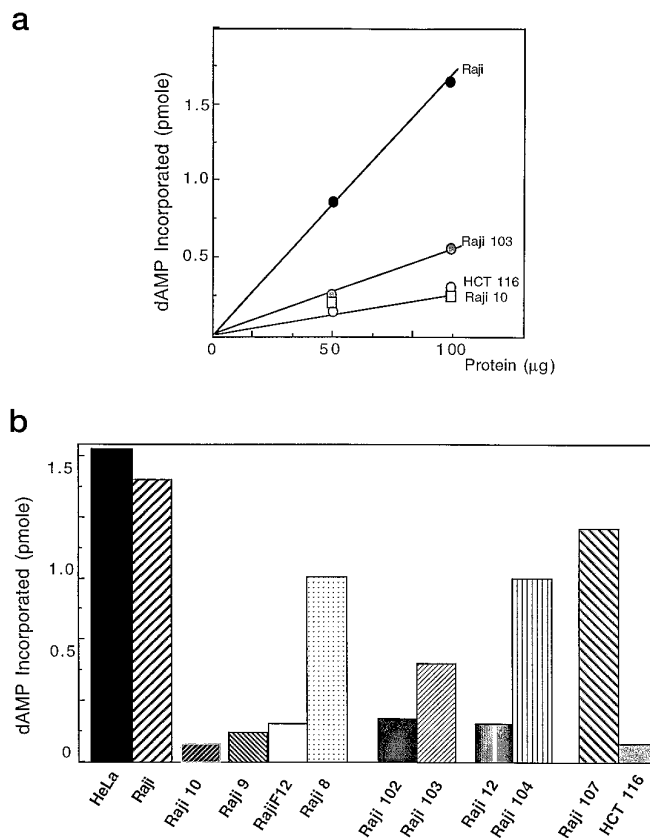 a
dAMP Incorporated (pmole)
1.5
1.0
0.5
0
50
100
Protein (µg)
Raji
Raji 103
HCT 116
Raji 10
b
dAMP Incorporated (pmole)
1.5
1.0
0.5
0
HeLa
Raji
Raji 10
Raji 9
RajiF12
Raji 8
Raji 102
Raji 103
Raji 12
Raji 104
Raji 107
HCT 116